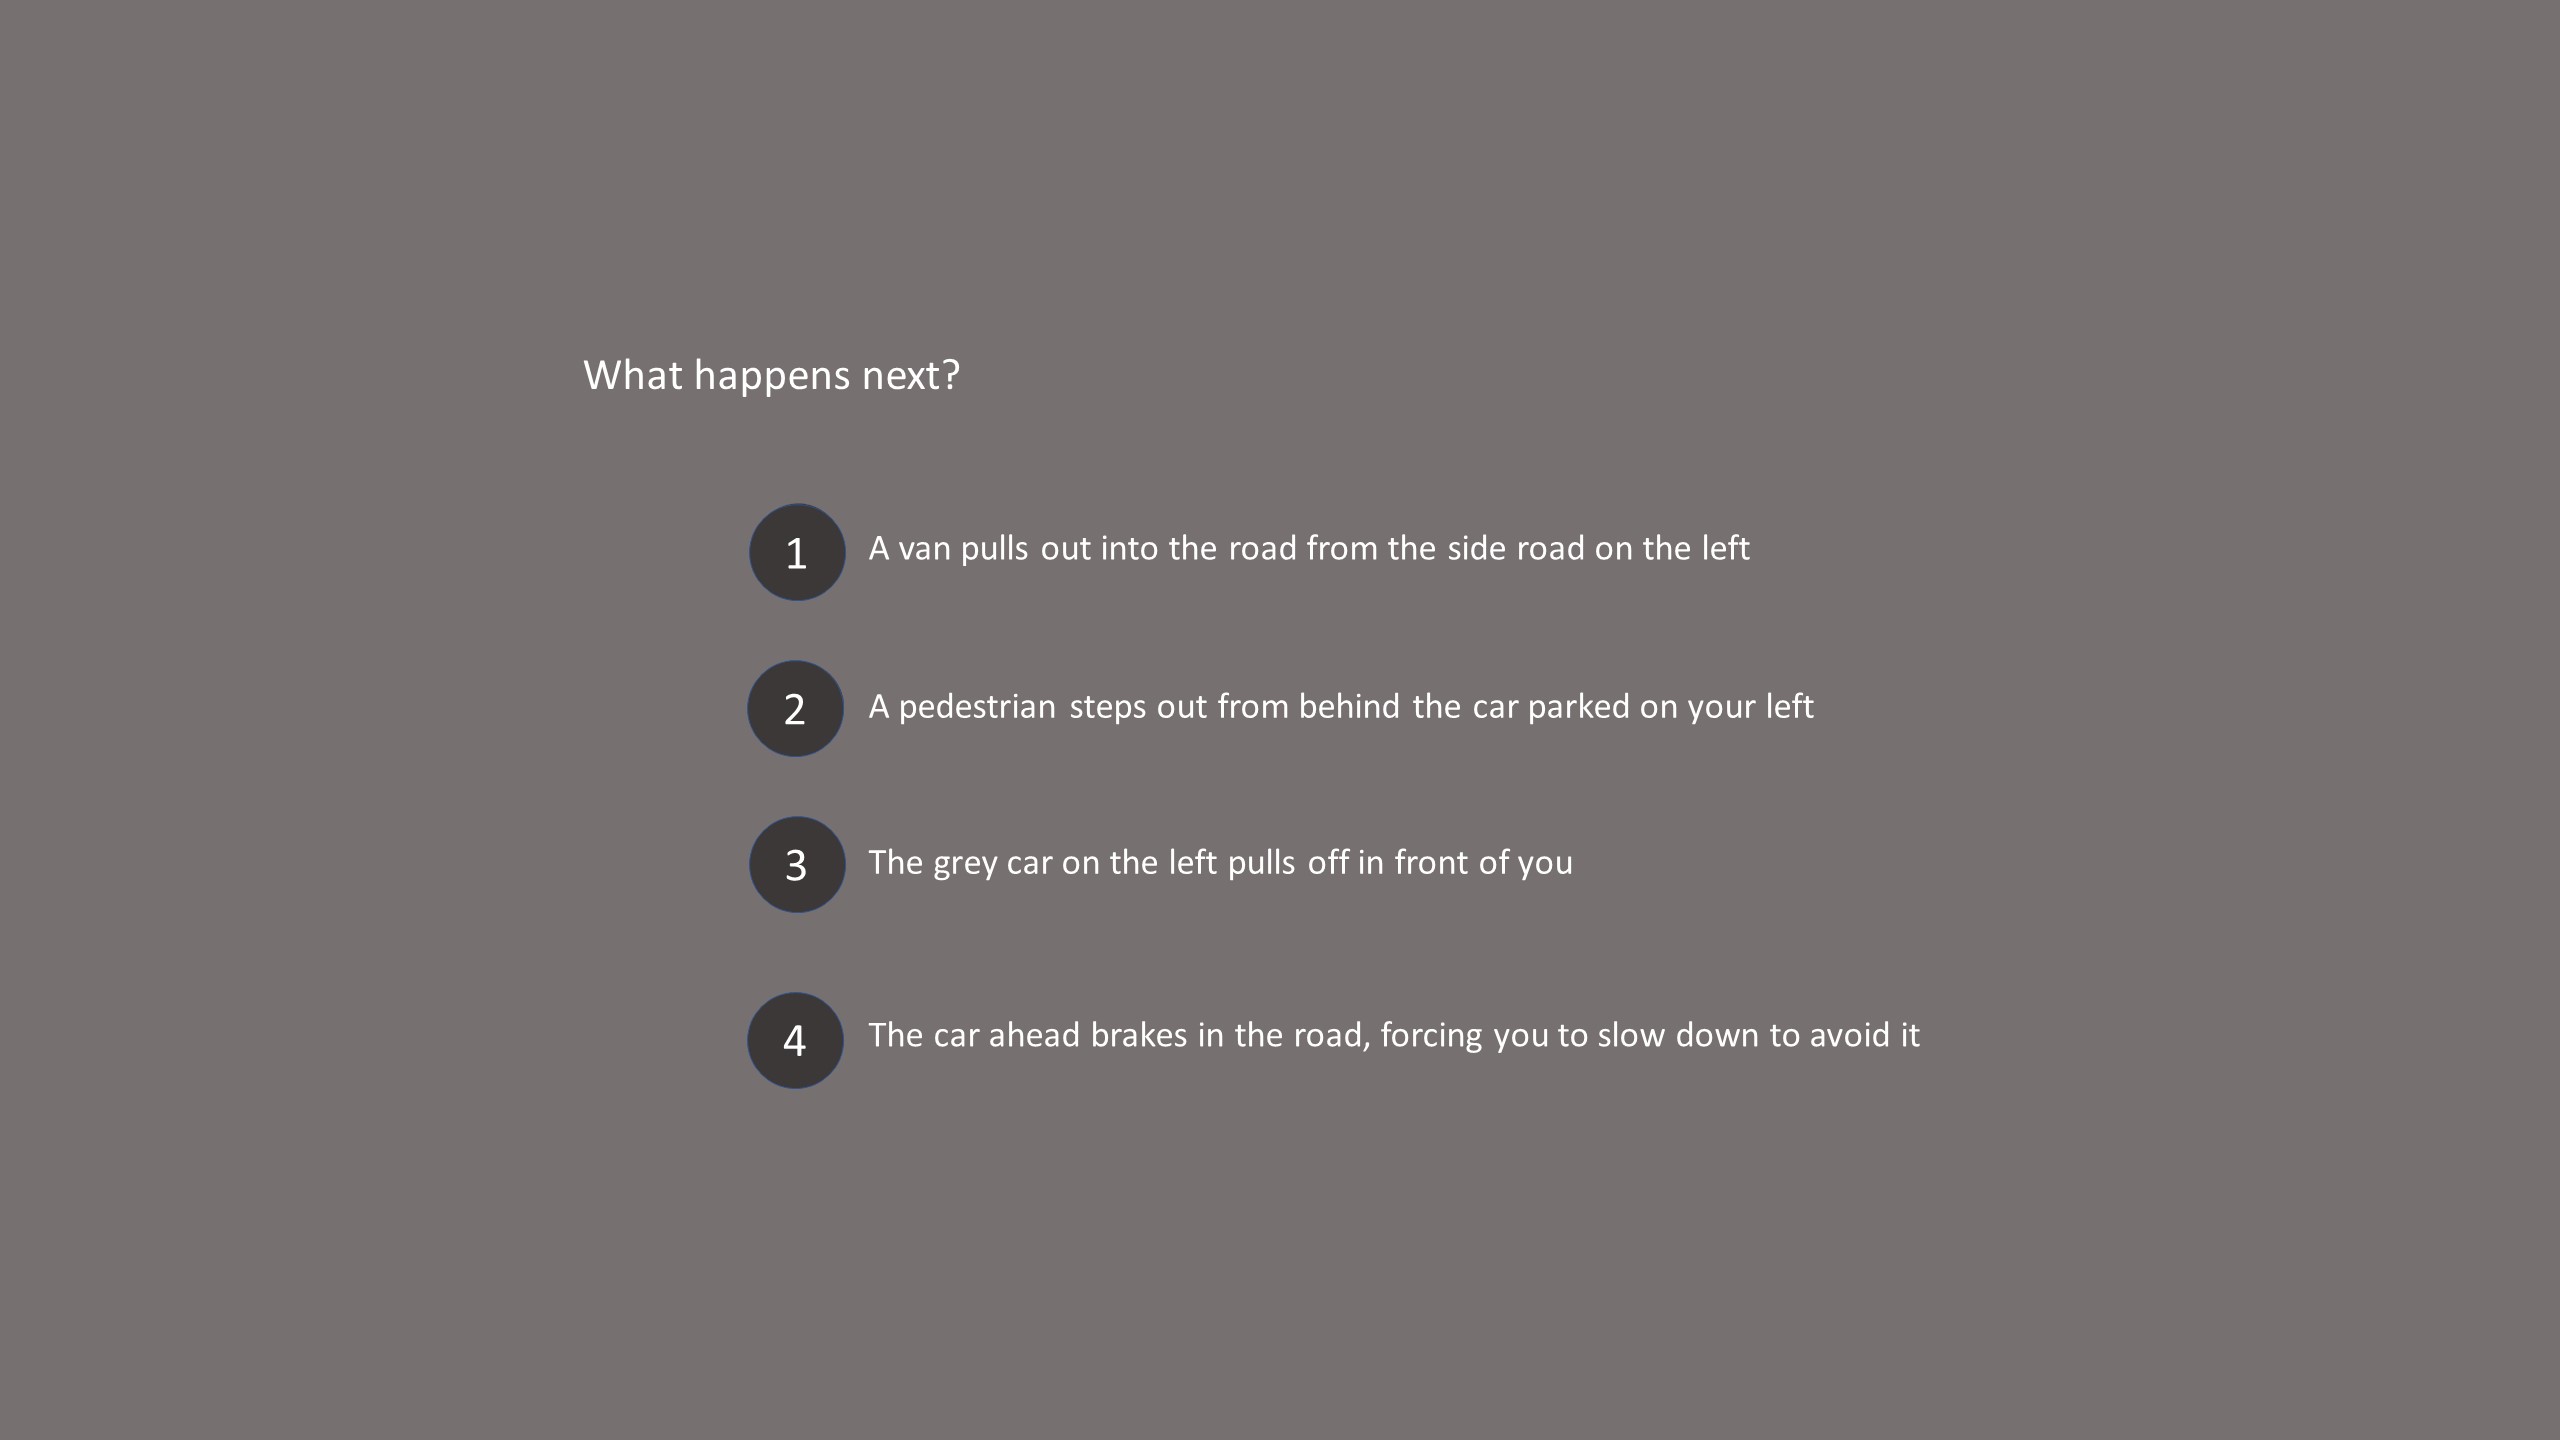 What happens next?
1 A van pulls out into the road from the side road on the left
2 A pedestrian steps out from behind the car parked on your left
3 The grey car on the left pulls off in front of you
4 The car ahead brakes in the road, forcing you to slow down to avoid it